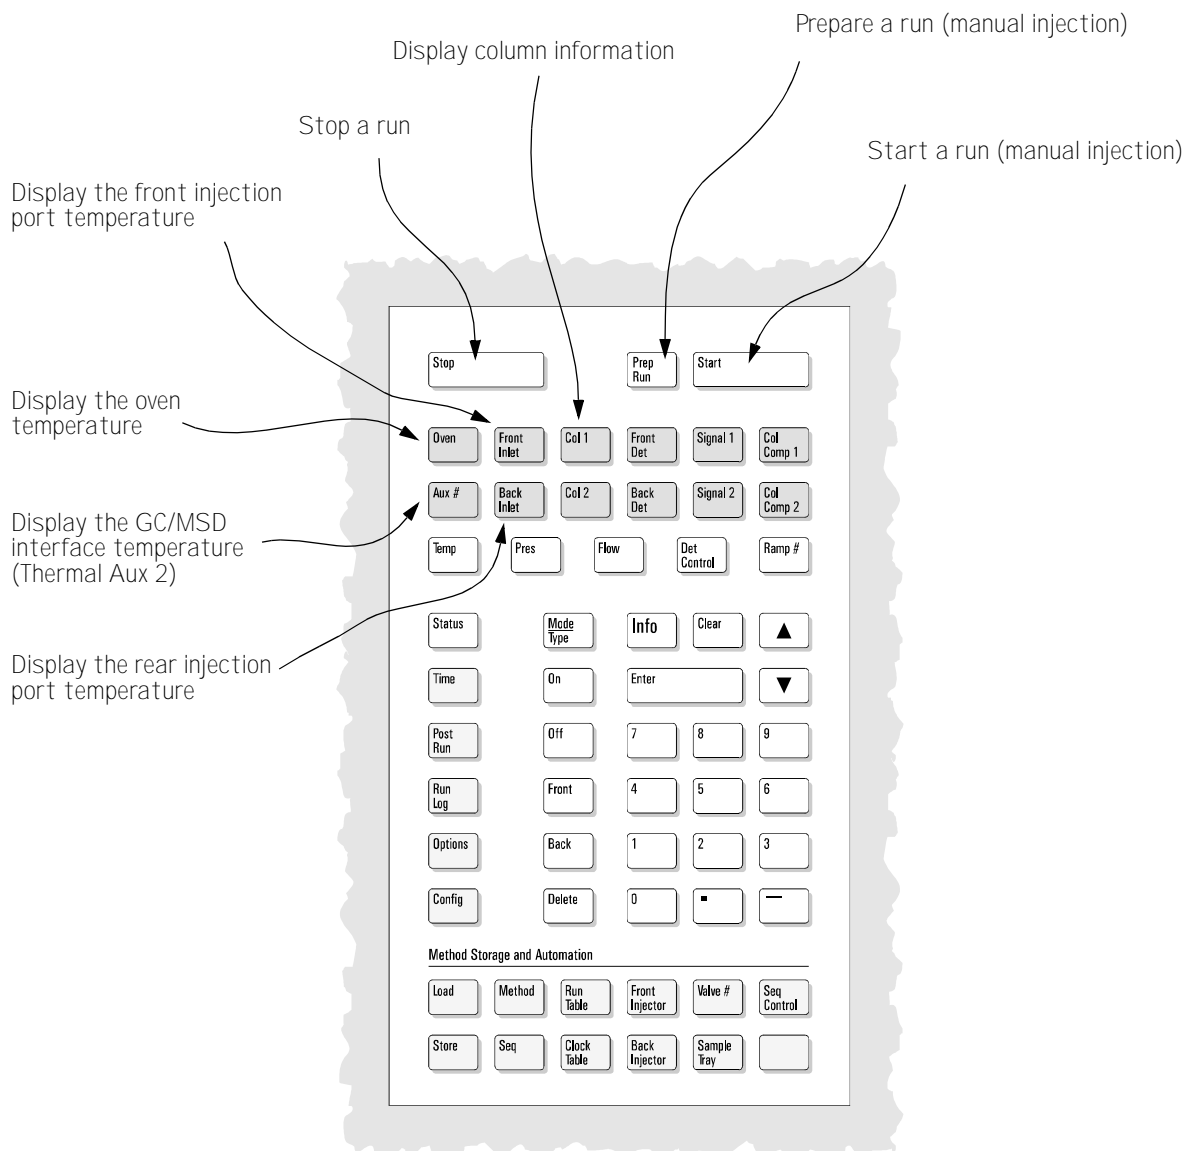 Prepare a run (manual injection)
Display column information
Stop a run
Start a run (manual injection)
Display the front injection
port temperature
Display the oven
temperature
Display the GC/MSD
interface temperature
(Thermal Aux 2)
Display the rear injection
port temperature
Stop
Prep
Run
Start
Oven
Front
Inlet
Col 1
Front
Det
Signal 1
Col
Comp 1
Aux #
Back
Inlet
Col 2
Back
Det
Signal 2
Col
Comp 2
Temp
Pres
Flow
Det
Control
Ramp #
Status
Mode
Type
Info
Clear
▲
Time
On
Enter
▼
Post
Run
Off
7
8
9
Run
Log
Front
4
5
6
Options
Back
1
2
3
Config
Delete
0
.
—
Method Storage and Automation
Load
Method
Run
Table
Front
Injector
Valve #
Seq
Control
Store
Seq
Clock
Table
Back
Injector
Sample
Tray